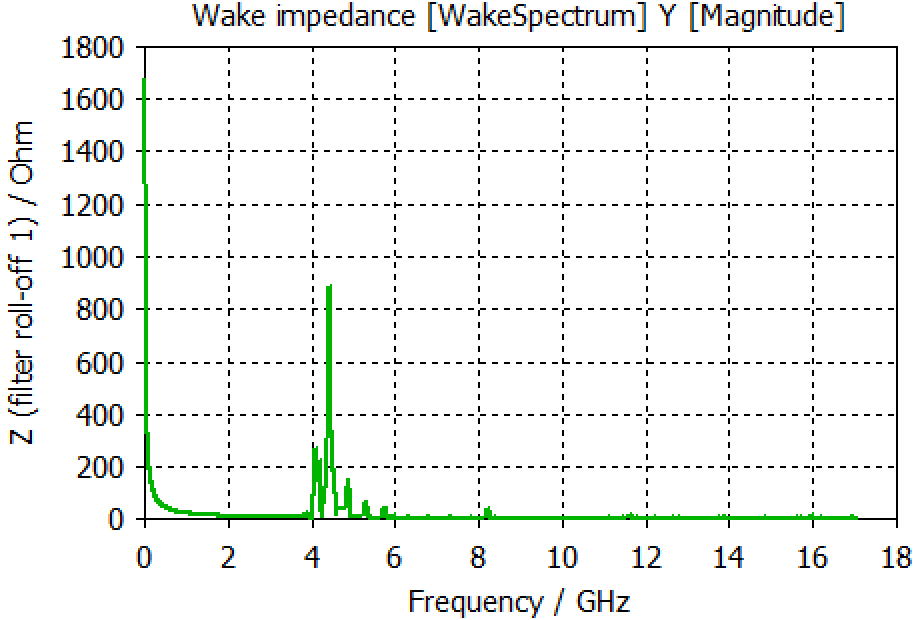 Wake impedance [WakeSpectrum] Y [Magnitude]
Z (filter roll-off 1) / Ohm
1800
1600
1400
1200
1000
800
600
400
200
0
0 2 4 6 8 10 12 14 16 18
Frequency / GHz